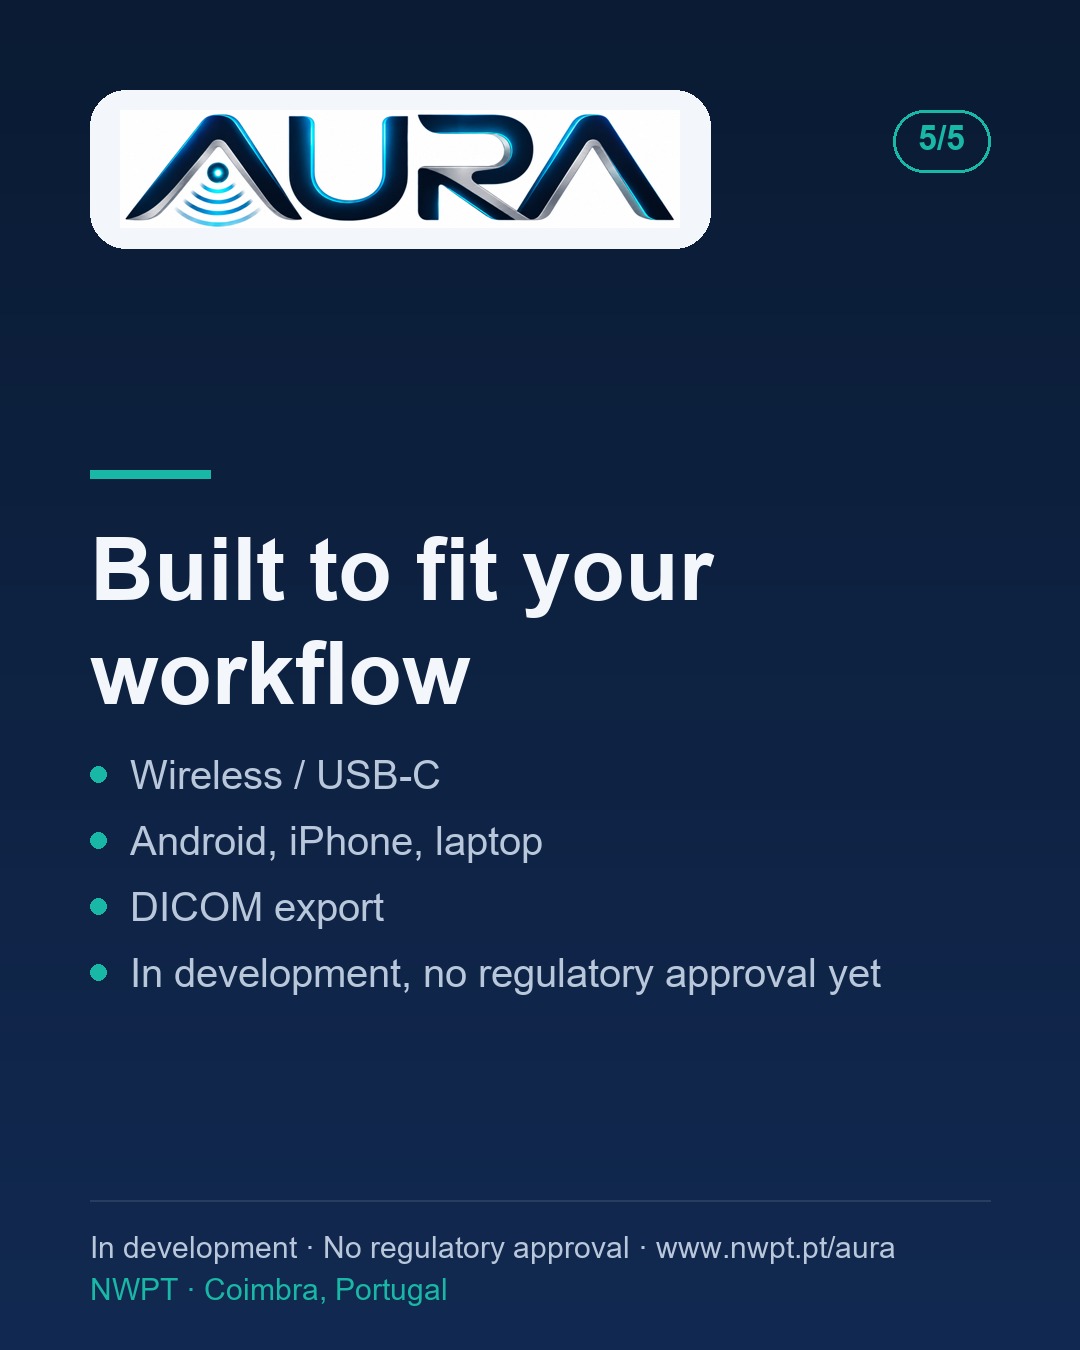 AURA
5/5
Built to fit your
workflow
Wireless / USB-C
Android, iPhone, laptop
DICOM export
In development, no regulatory approval yet
In development · No regulatory approval · www.nwpt.pt/aura
NWPT · Coimbra, Portugal